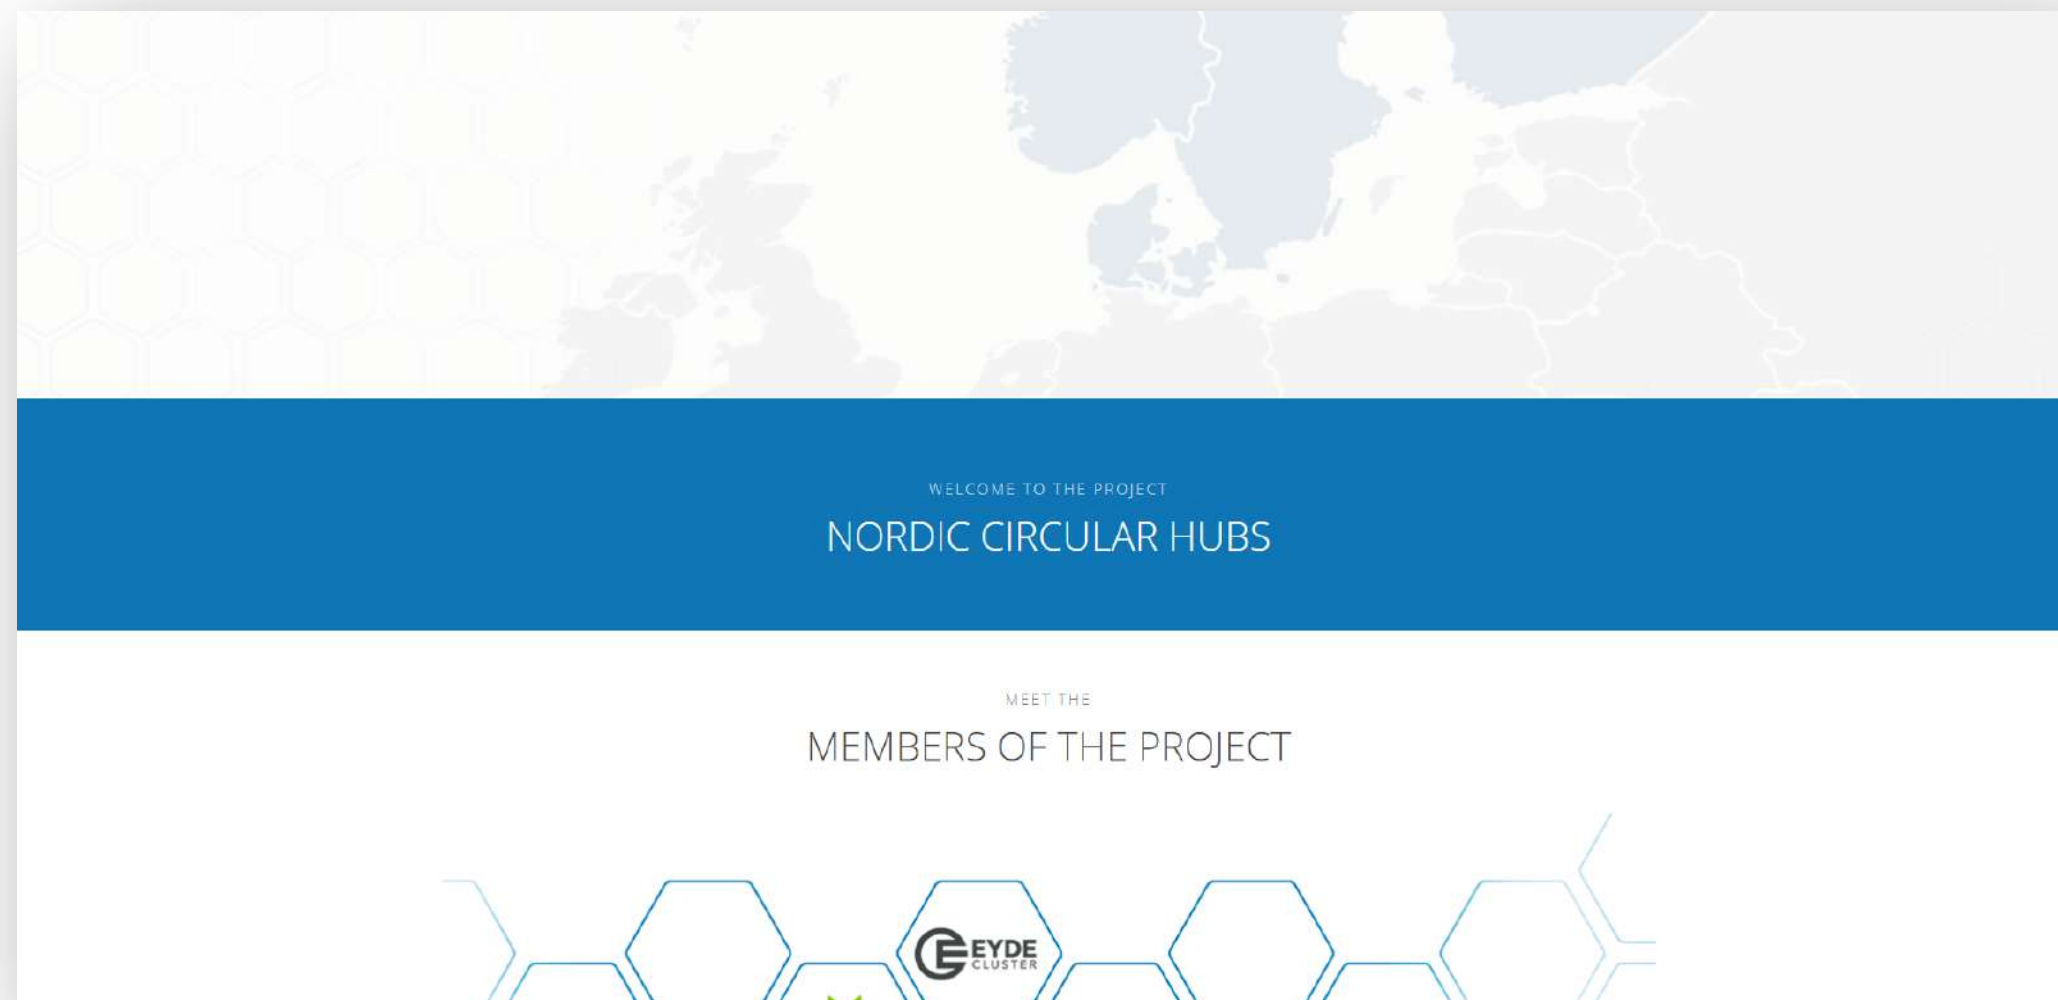 WELCOME TO THE PROJECT
NORDIC CIRCULAR HUBS
MEET THE
MEMBERS OF THE PROJECT
EYDE
CLUSTER